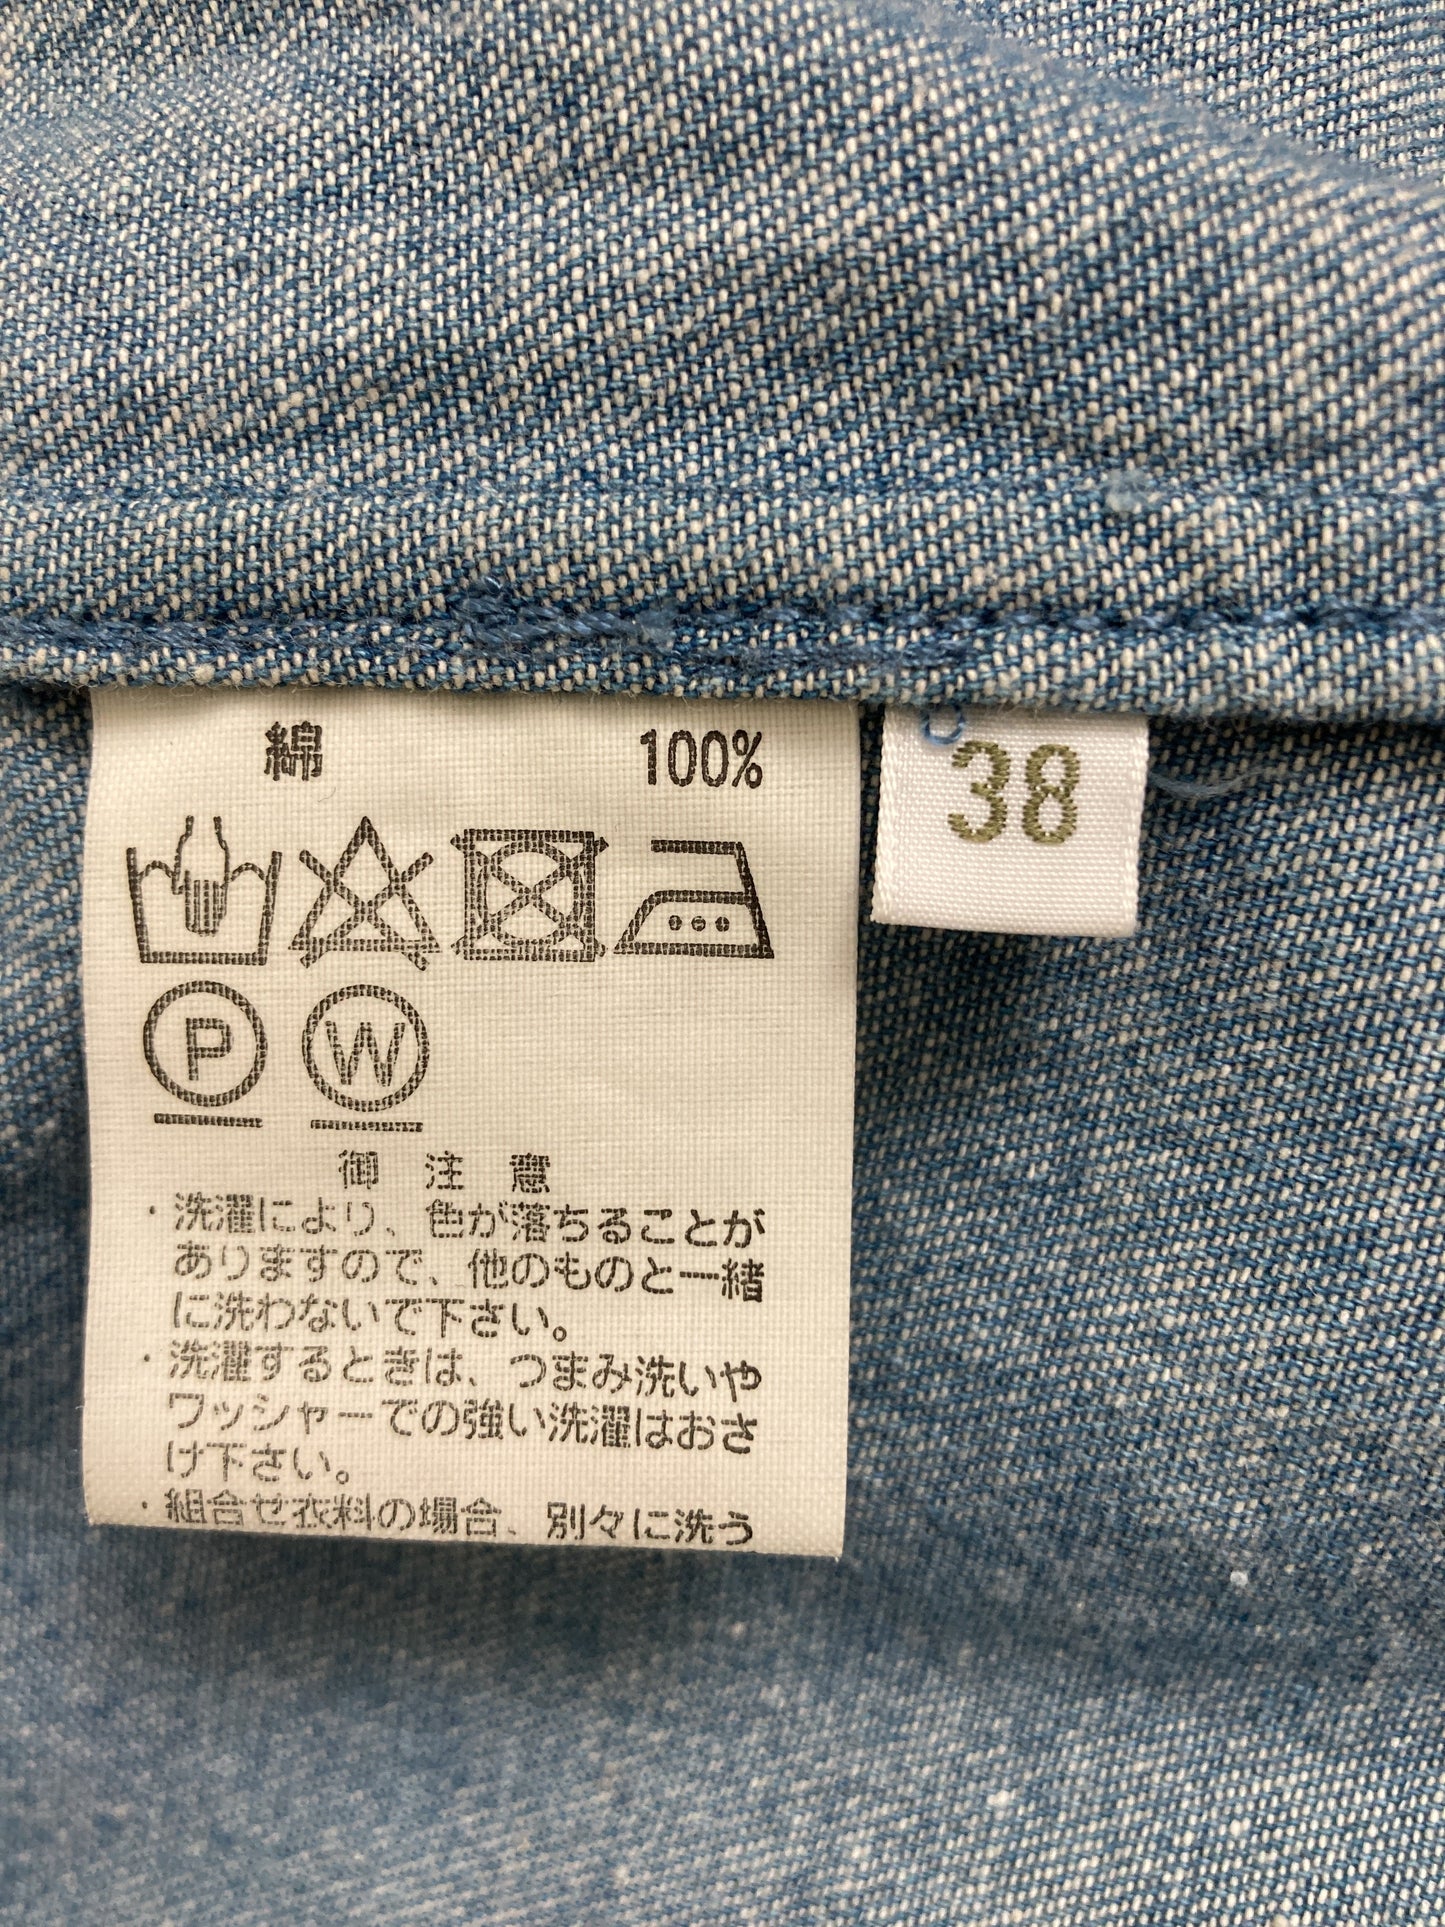 綿 100%
38
P W
御 注 意
・洗濯により、色が落ちることが
ありますので、他のものと一緒
に洗わないで下さい。
・洗濯するときは、つまみ洗いや
ワッシャーでの強い洗濯はおさ
け下さい。
・組合せ衣料の場合、別々に洗う